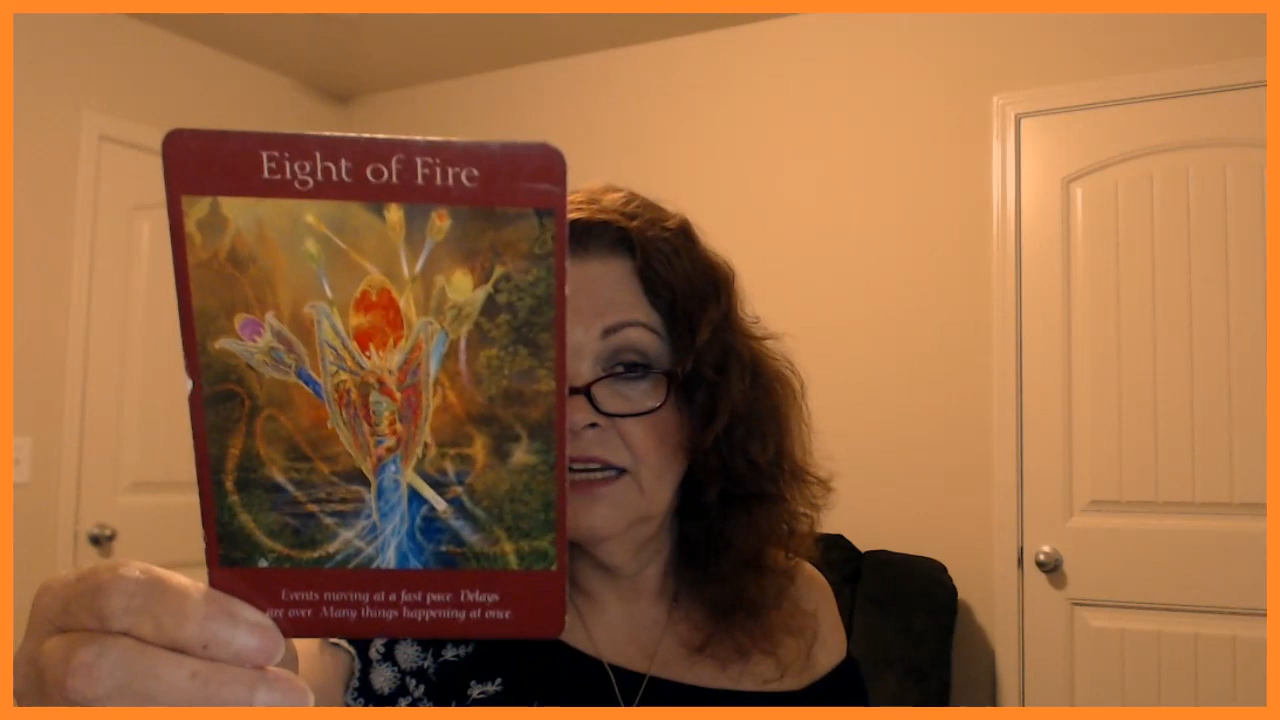 Eight of Fire
Events moving at a fast pace. Delays
are over. Many things happening at once.